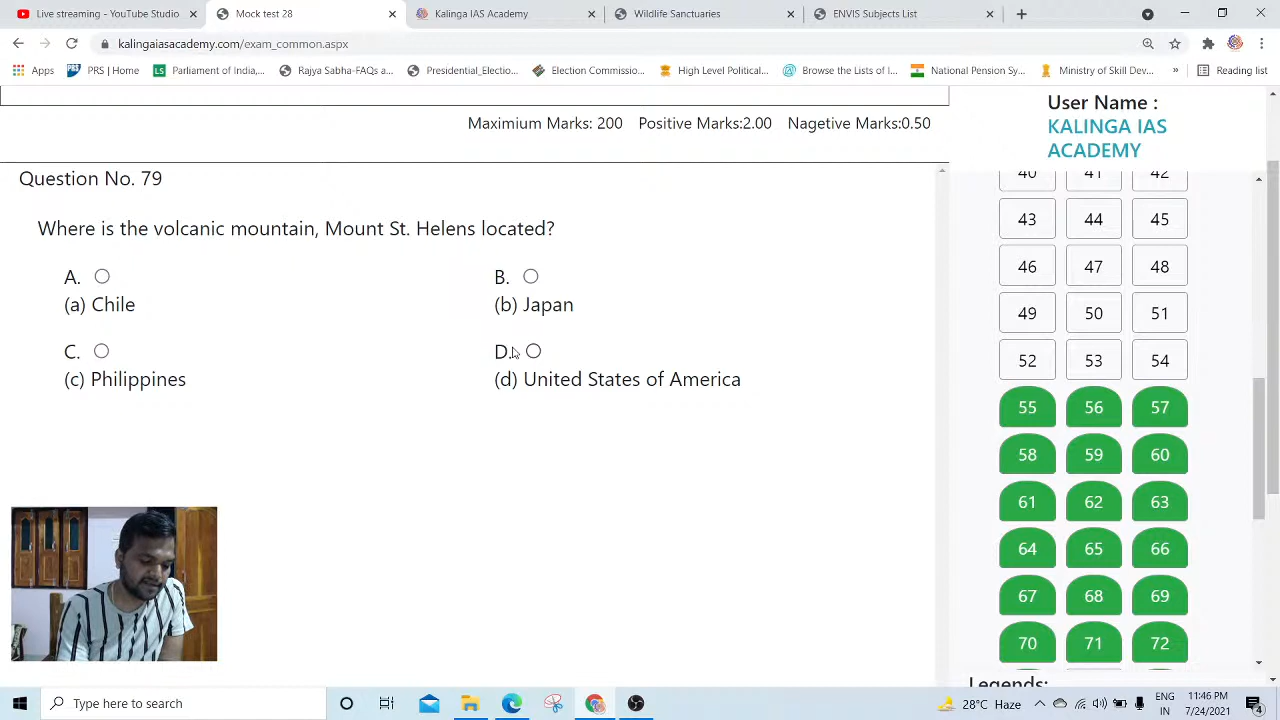 Live streaming - YouTube Studio
Mock test 28
Kalinga IAS Academy
Wildlife Sanctuaries
ENVIS Subjects List
kalingaiasacademy.com/exam_common.aspx
Apps
PRS | Home
Parliament of India,...
Rajya Sabha-FAQs a...
Presidential_Electio...
Election Commissio...
High Level Political...
Browse the Lists of I...
National Pension Sy...
Ministry of Skill Dev...
»
Reading list
Maximium Marks: 200 Positive Marks:2.00 Nagetive Marks:0.50
User Name :
KALINGA IAS
ACADEMY
Question No. 79
Where is the volcanic mountain, Mount St. Helens located?
A.
(a) Chile
B.
(b) Japan
C.
(c) Philippines
D.
(d) United States of America
40 41 42
43 44 45
46 47 48
49 50 51
52 53 54
55 56 57
58 59 60
61 62 63
64 65 66
67 68 69
70 71 72
Legends:
Type here to search
28°C Haze
ENG
IN
11:46 PM
7/24/2021
4